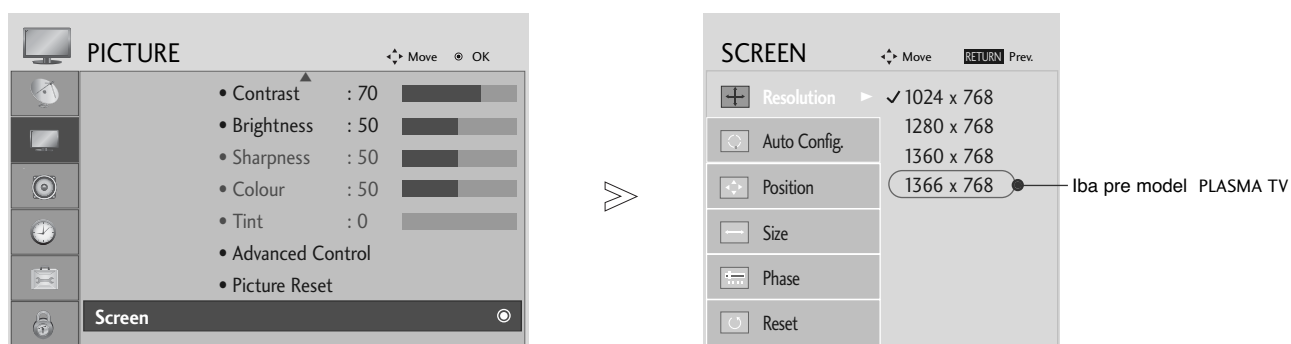 PICTURE
Move OK
• Contrast : 70
• Brightness : 50
• Sharpness : 50
• Colour : 50
• Tint : 0
• Advanced Control
• Picture Reset
Screen
SCREEN
Move RETURN Prev.
Resolution ✓ 1024 x 768
1280 x 768
1360 x 768
1366 x 768
Auto Config.
Position
Size
Phase
Reset
Iba pre model PLASMA TV